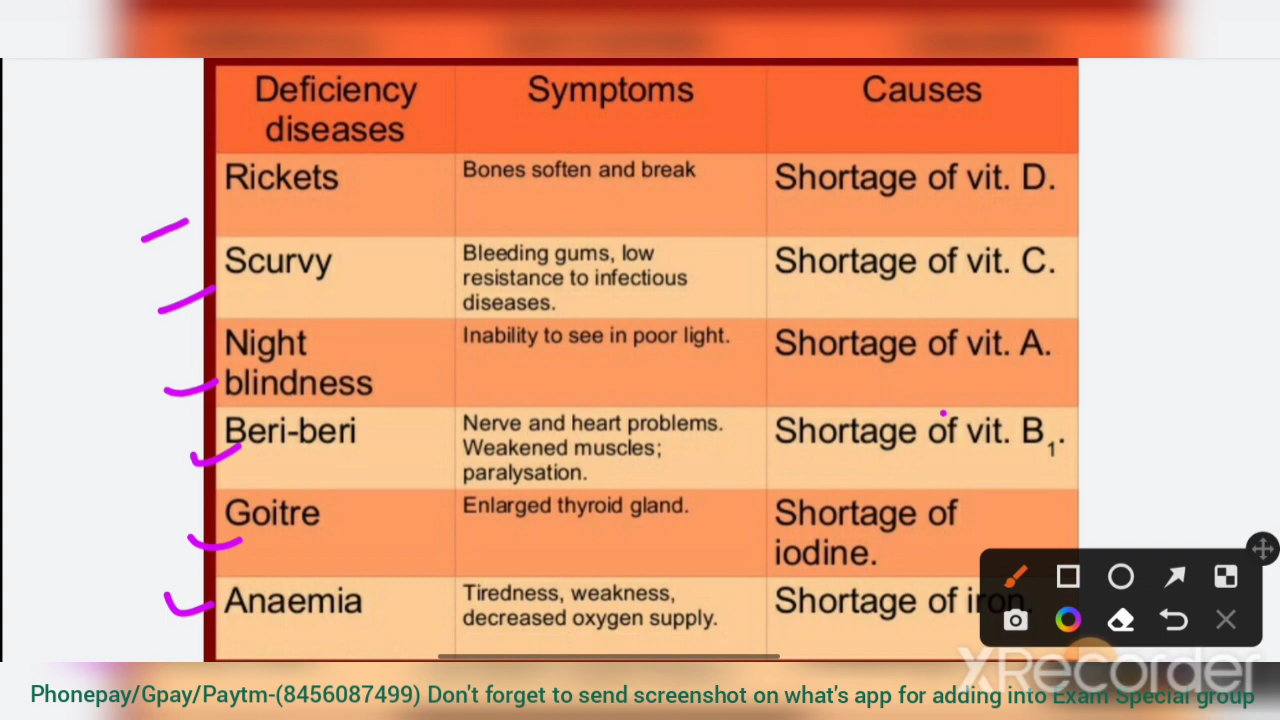 Deficiency diseases
Symptoms
Causes
Rickets
Bones soften and break
Shortage of vit. D.
Scurvy
Bleeding gums, low
resistance to infectious
diseases.
Shortage of vit. C.
Night
blindness
Inability to see in poor light.
Shortage of vit. A.
Beri-beri
Nerve and heart problems.
Weakened muscles;
paralysation.
Shortage of vit. B1.
Goitre
Enlarged thyroid gland.
Shortage of
iodine.
Anaemia
Tiredness, weakness,
decreased oxygen supply.
Shortage of iron.
XRecorder
Phonepay/Gpay/Paytm-(8456087499) Don't forget to send screenshot on what's app for adding into Exam Special group